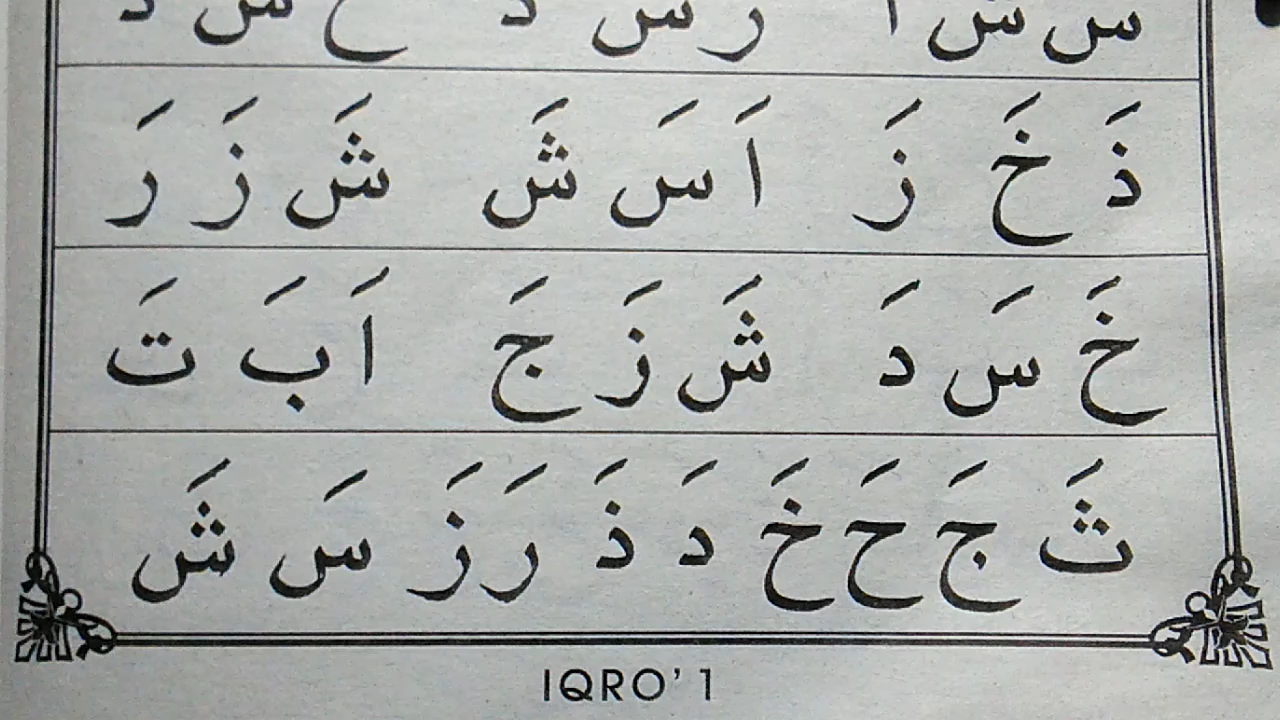 ذَ خَ زَ اَ سَ شَ شَ زَ رَ
خَ سَ دَ شَ زَ جَ اَ بَ تَ
ثَ جَ حَ خَ دَ ذَ رَ زَ سَ شَ
IQRO' 1